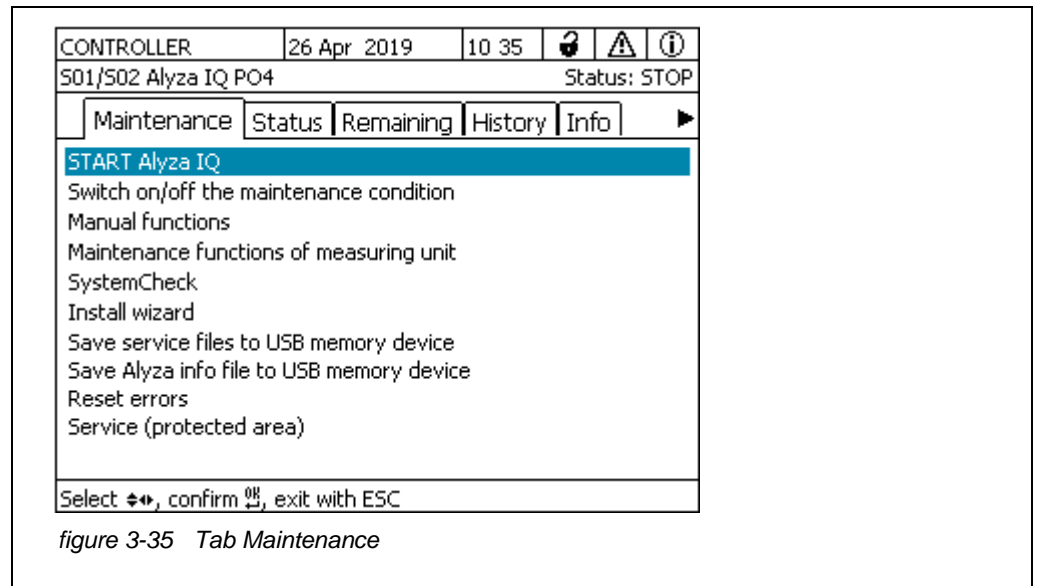 CONTROLLER 26 Apr 2019 10 35
S01/S02 Alyza IQ PO4 Status: STOP
Maintenance Status Remaining History Info
START Alyza IQ
Switch on/off the maintenance condition
Manual functions
Maintenance functions of measuring unit
SystemCheck
Install wizard
Save service files to USB memory device
Save Alyza info file to USB memory device
Reset errors
Service (protected area)
Select , confirm OK, exit with ESC
figure 3-35 Tab Maintenance